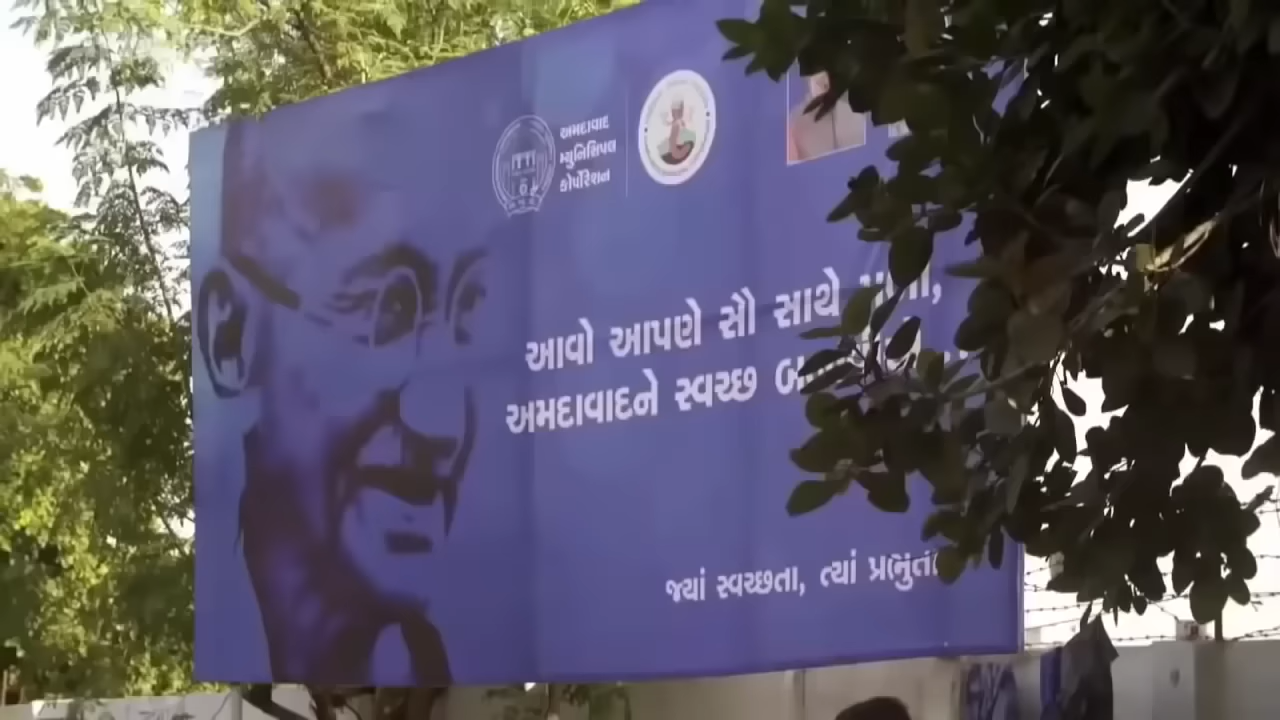 અમદાવાદ
મ્યુનિસિપલ
કોર્પોરેશન
આવો આપણે સૌ સાથે
અમદાવાદને સ્વચ્છ
જ્યાં સ્વચ્છતા, ત્યાં પ્રભુતા